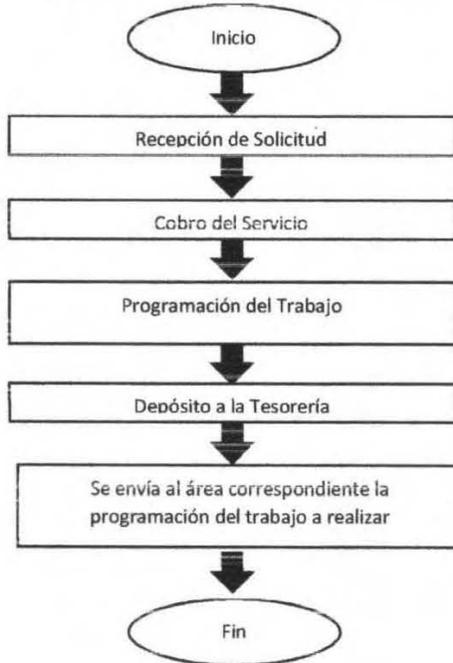 Inicio
Recepción de Solicitud
Cobro del Servicio
Programación del Trabajo
Depósito a la Tesorería
Se envía al área correspondiente la
programación del trabajo a realizar
Fin